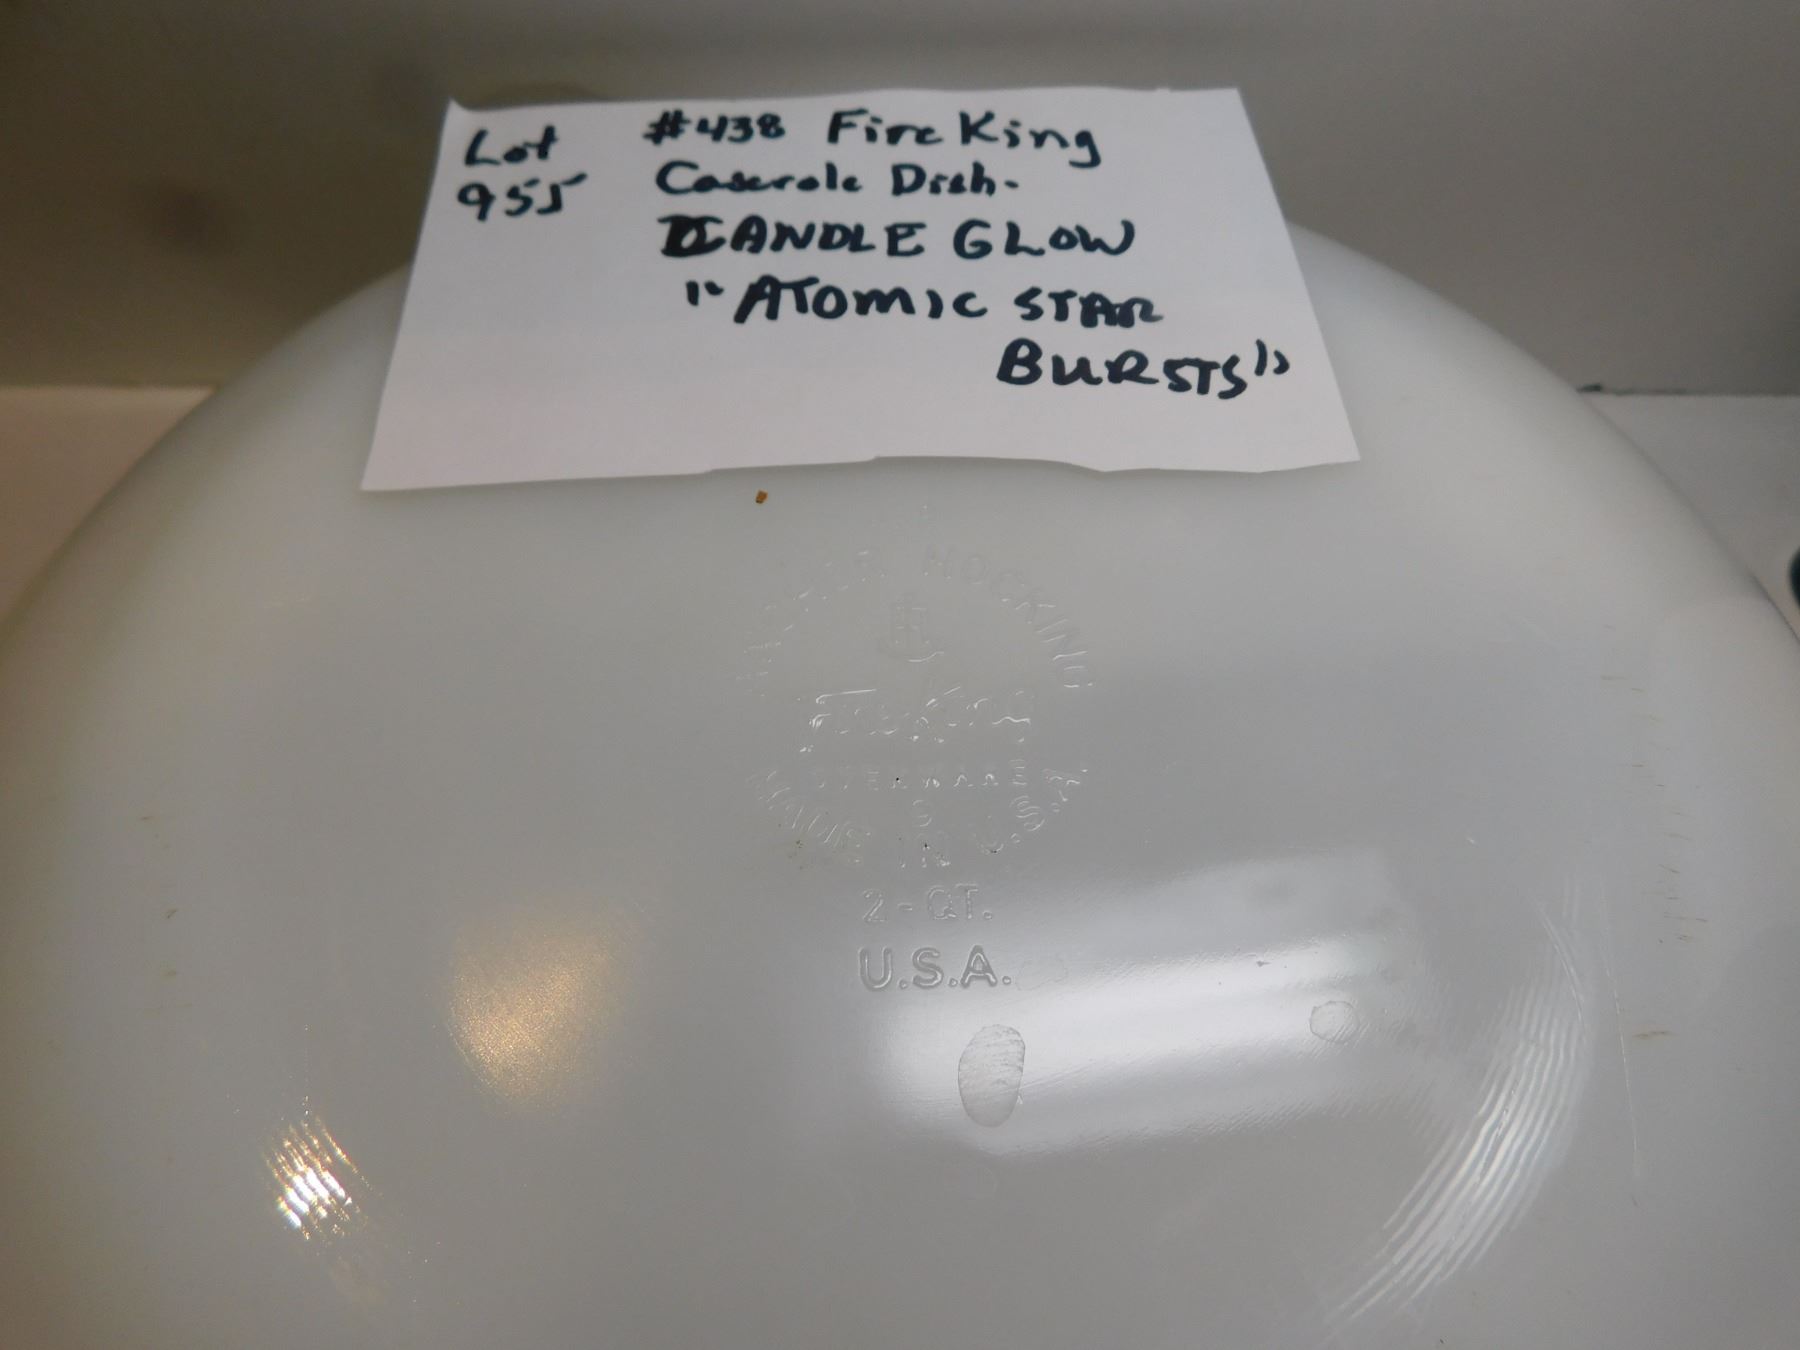 Lot
955
#438 Fire King
Caserole Dish-
CANDLE GLOW
"ATOMIC STAR
BURSTS"
ANCHOR HOCKING
Fire-King
OVENWARE
MADE IN U.S.A.
2-QT.
U.S.A.